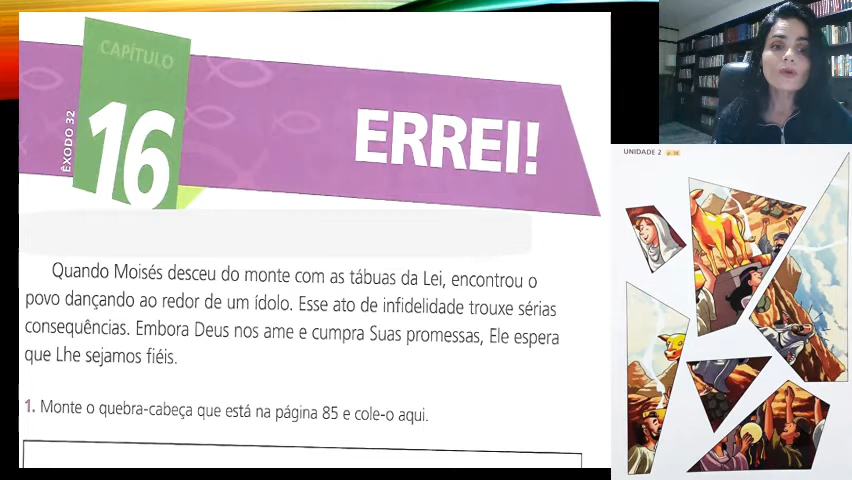 CAPÍTULO
16
ÊXODO 32
ERREI!
Quando Moisés desceu do monte com as tábuas da Lei, encontrou o
povo dançando ao redor de um ídolo. Esse ato de infidelidade trouxe sérias
consequências. Embora Deus nos ame e cumpra Suas promessas, Ele espera
que Lhe sejamos fiéis.
1. Monte o quebra-cabeça que está na página 85 e cole-o aqui.
UNIDADE 2